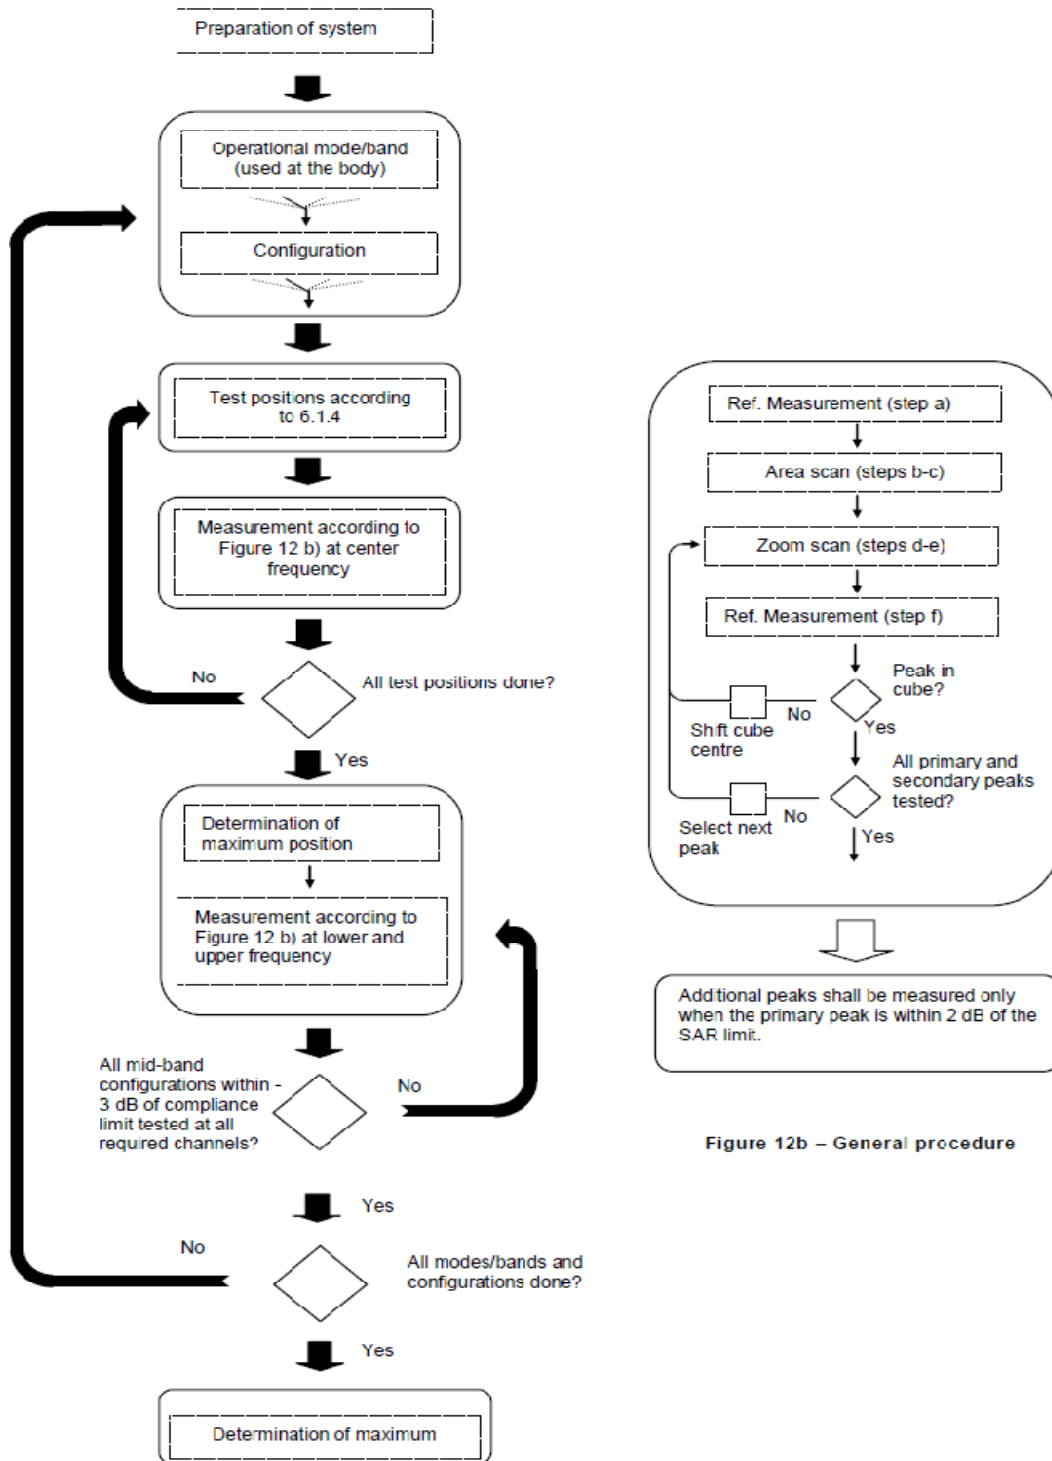 Preparation of system
Operational mode/band
(used at the body)
Configuration
Test positions according
to 6.1.4
Measurement according to
Figure 12 b) at center
frequency
No
All test positions done?
Yes
Determination of
maximum position
Measurement according to
Figure 12 b) at lower and
upper frequency
All mid-band
configurations within -
3 dB of compliance
limit tested at all
required channels?
No
Yes
No
All modes/bands and
configurations done?
Yes
Determination of maximum
Ref. Measurement (step a)
Area scan (steps b-c)
Zoom scan (steps d-e)
Ref. Measurement (step f)
Peak in
cube?
No
Yes
Shift cube
centre
All primary and
secondary peaks
tested?
No
Select next
peak
Yes
Additional peaks shall be measured only
when the primary peak is within 2 dB of the
SAR limit.
Figure 12b – General procedure